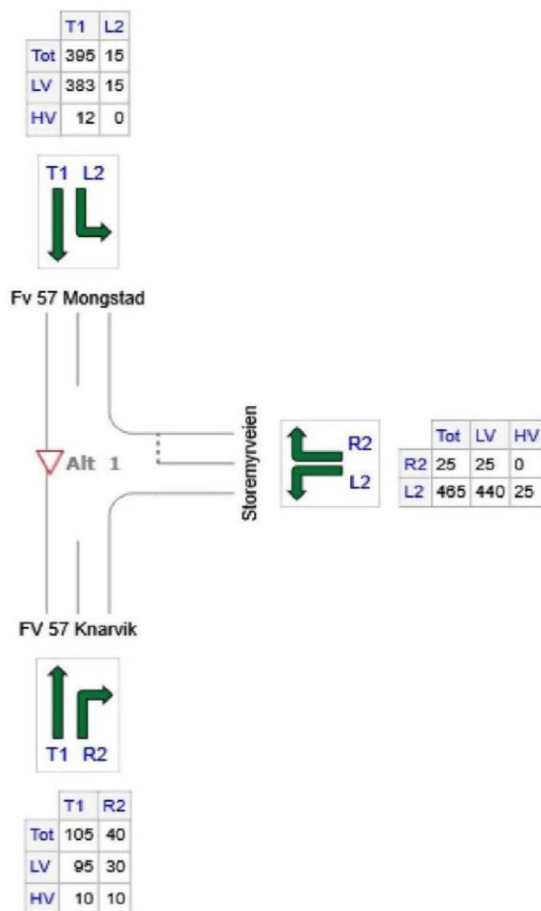 T1 L2
Tot 395 15
LV 383 15
HV 12 0
T1 L2
Fv 57 Mongstad
Alt 1
Storemyrveien
R2
L2
Tot LV HV
R2 25 25 0
L2 465 440 25
FV 57 Knarvik
T1 R2
T1 R2
Tot 105 40
LV 95 30
HV 10 10